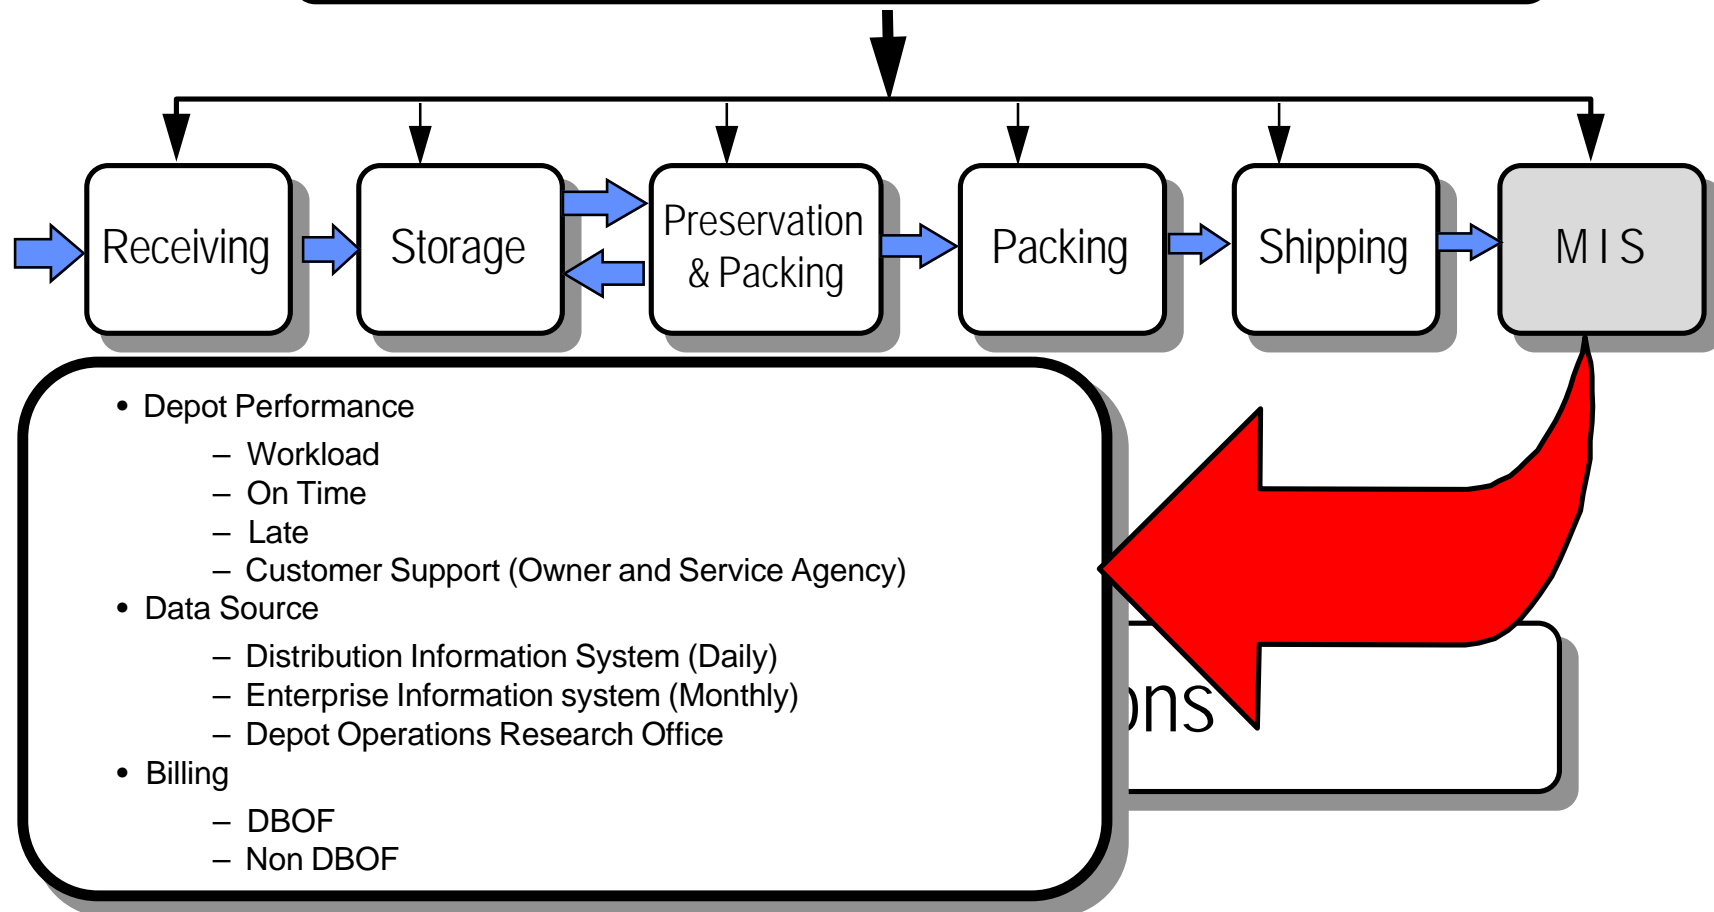 Receiving
Storage
Preservation
& Packing
Packing
Shipping
M I S
• Depot Performance
– Workload
– On Time
– Late
– Customer Support (Owner and Service Agency)
• Data Source
– Distribution Information System (Daily)
– Enterprise Information system (Monthly)
– Depot Operations Research Office
• Billing
– DBOF
– Non DBOF